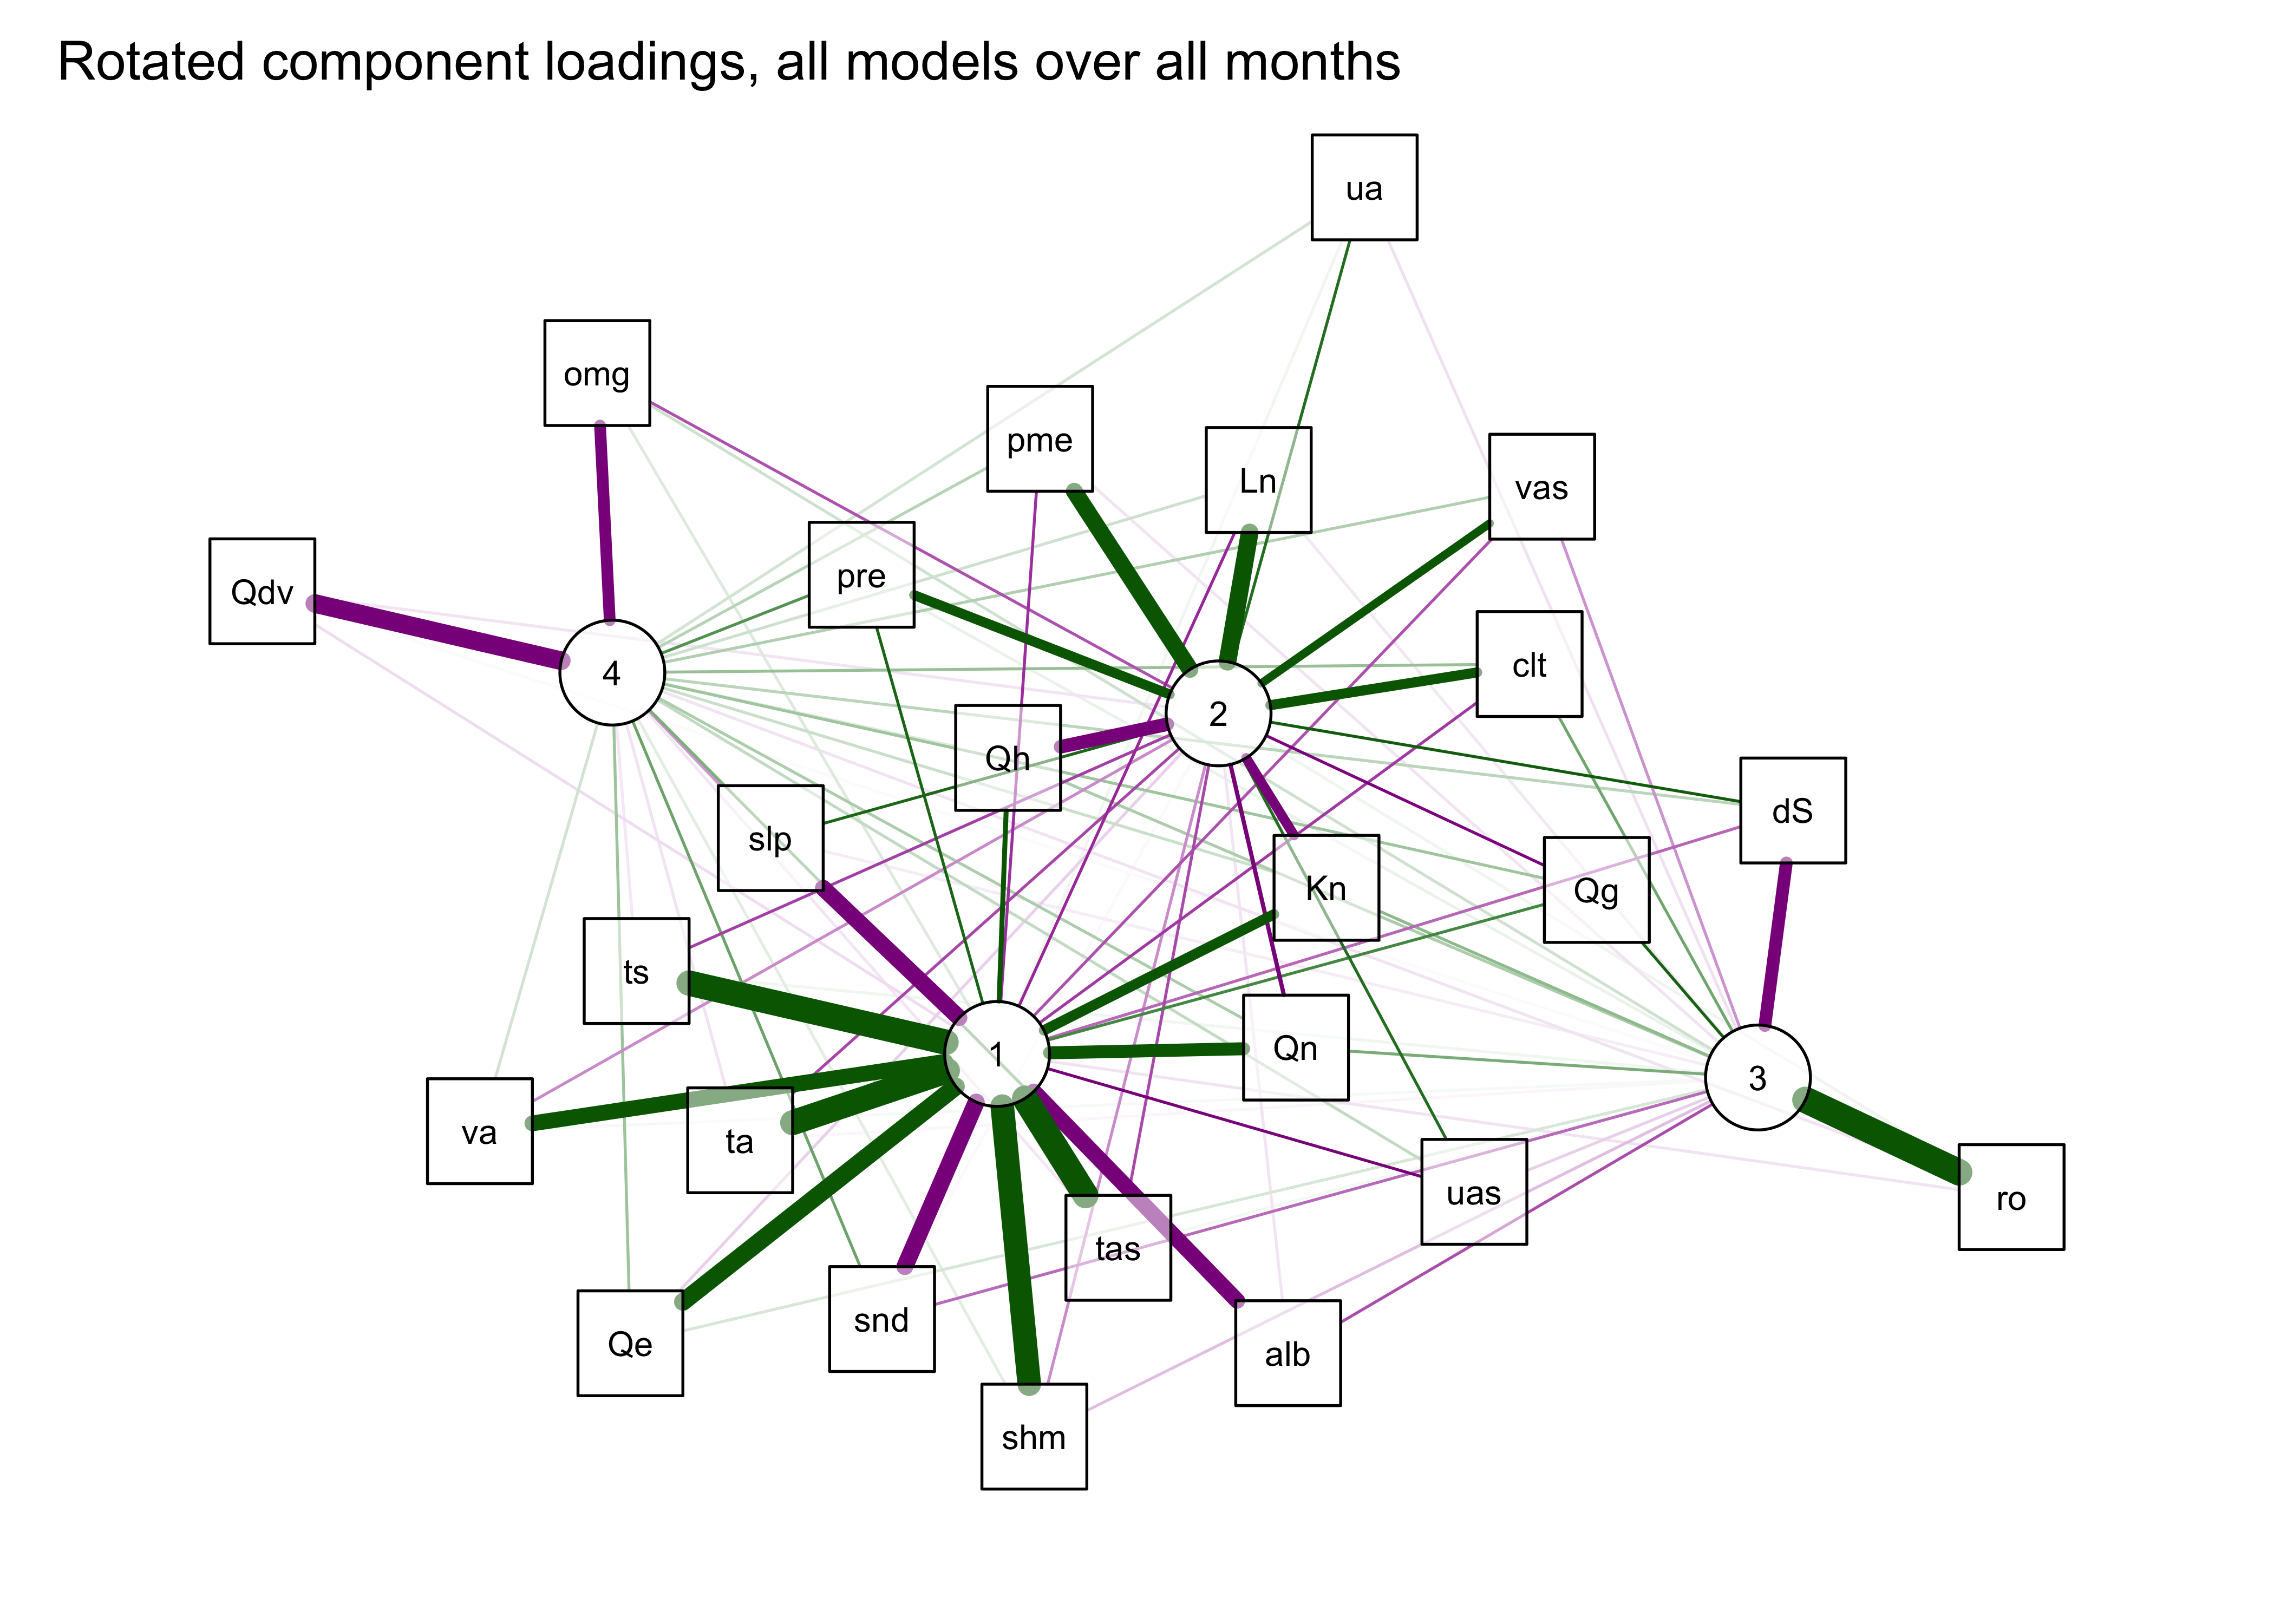 Rotated component loadings, all models over all months
ua
omg
pme
Ln
vas
pre
Qdv
clt
4
2
Qh
slp
dS
Kn
Qg
ts
1
Qn
3
va
ta
uas
ro
tas
snd
Qe
alb
shm